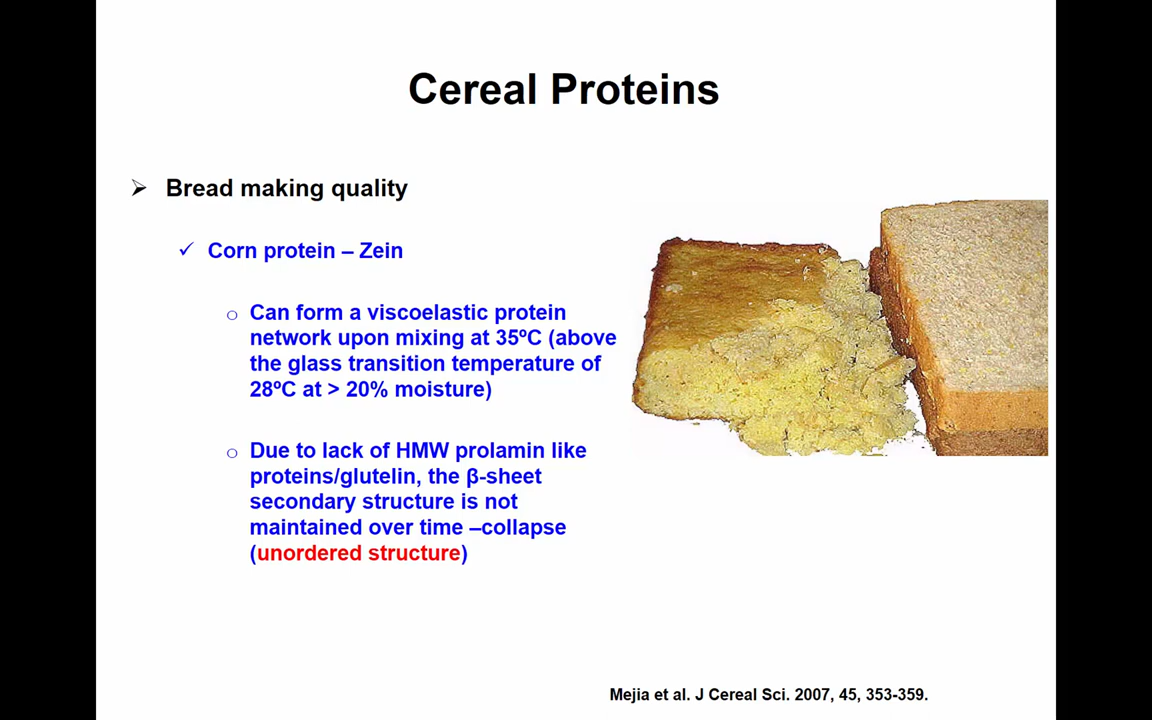 Cereal Proteins
➢ Bread making quality
✓ Corn protein – Zein
○ Can form a viscoelastic protein
network upon mixing at 35ºC (above
the glass transition temperature of
28ºC at > 20% moisture)
○ Due to lack of HMW prolamin like
proteins/glutelin, the β-sheet
secondary structure is not
maintained over time –collapse
(unordered structure)
Mejia et al. J Cereal Sci. 2007, 45, 353-359.